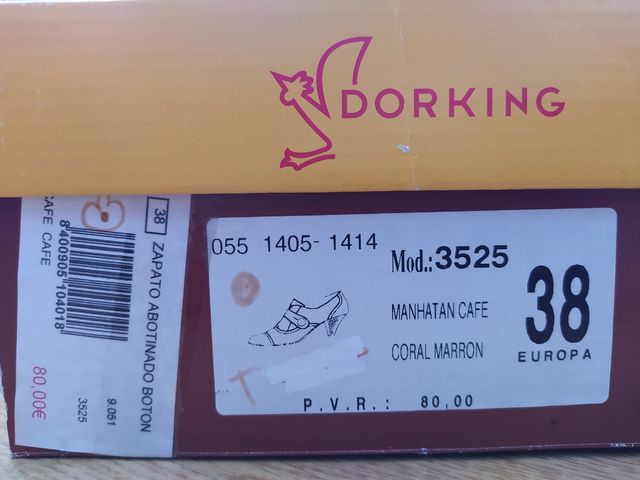 DORKING
38
ZAPATO ABOTINADO BOTON
8400905104018
CAFE CAFE
9.051
3525
80,00€
055 1405- 1414
Mod.:3525
MANHATAN CAFE
CORAL MARRON
38
EUROPA
P.V.R.: 80,00